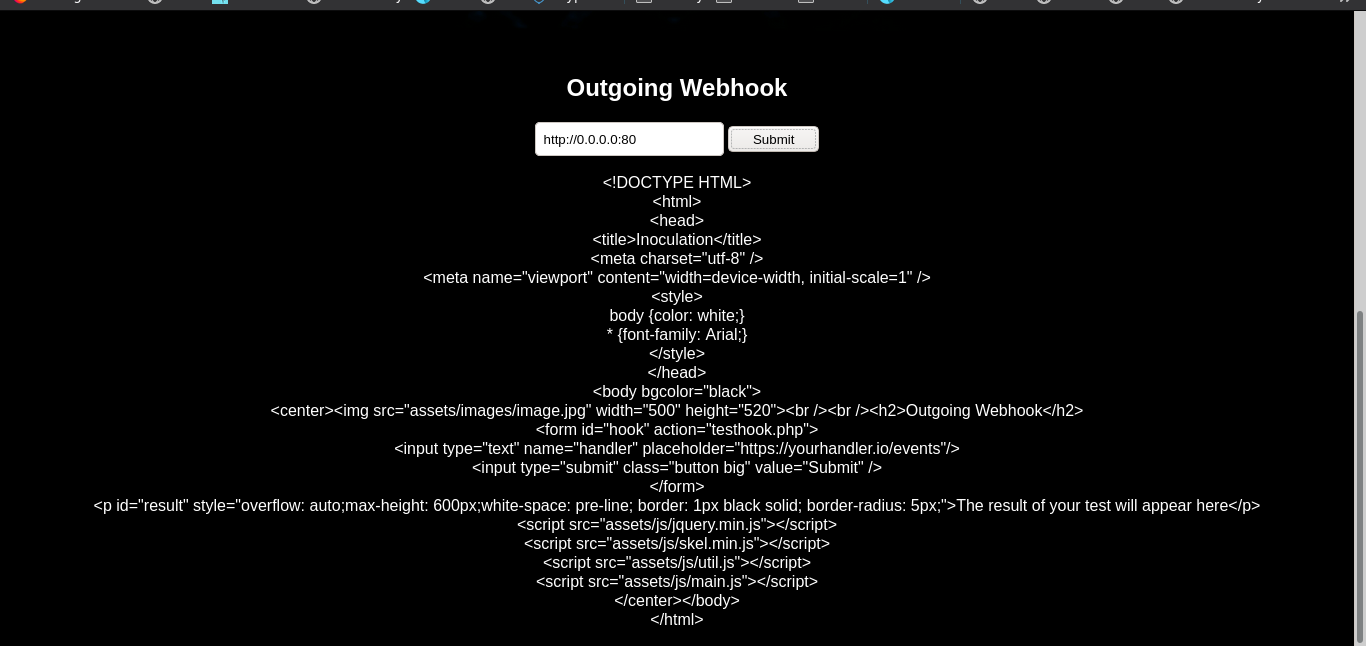 Outgoing Webhook
http://0.0.0.0:80
Submit
<!DOCTYPE HTML>
<html>
<head>
<title>Inoculation</title>
<meta charset="utf-8" />
<meta name="viewport" content="width=device-width, initial-scale=1" />
<style>
body {color: white;}
* {font-family: Arial;}
</style>
</head>
<body bgcolor="black">
<center><img src="assets/images/image.jpg" width="500" height="520"><br /><br /><h2>Outgoing Webhook</h2>
<form id="hook" action="testhook.php">
<input type="text" name="handler" placeholder="https://yourhandler.io/events"/>
<input type="submit" class="button big" value="Submit" />
</form>
<p id="result" style="overflow: auto;max-height: 600px;white-space: pre-line; border: 1px black solid; border-radius: 5px;">The result of your test will appear here</p>
<script src="assets/js/jquery.min.js"></script>
<script src="assets/js/skel.min.js"></script>
<script src="assets/js/util.js"></script>
<script src="assets/js/main.js"></script>
</center></body>
</html>